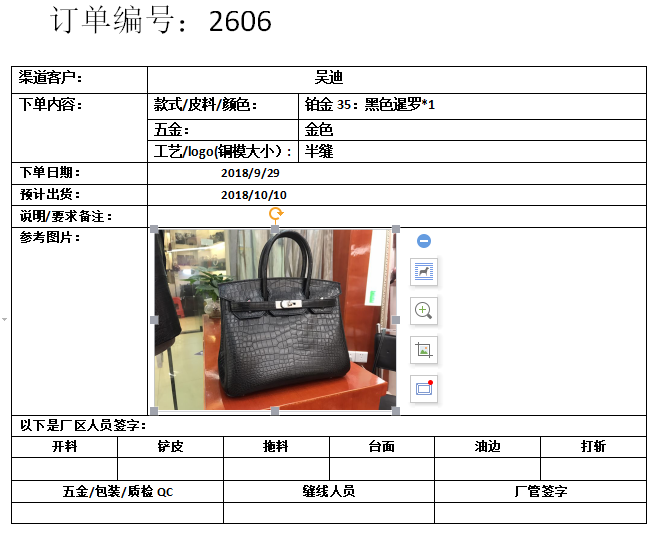 订单编号：2606
渠道客户： 吴迪
下单内容： 款式/皮料/颜色： 铂金 35：黑色暹罗*1
五金： 金色
工艺/logo(铜模大小)： 半缝
下单日期： 2018/9/29
预计出货： 2018/10/10
说明/要求备注：
参考图片：
以下是厂区人员签字：
开料 铲皮 拖料 台面 油边 打斩
五金/包装/质检 QC 缝线人员 厂管签字